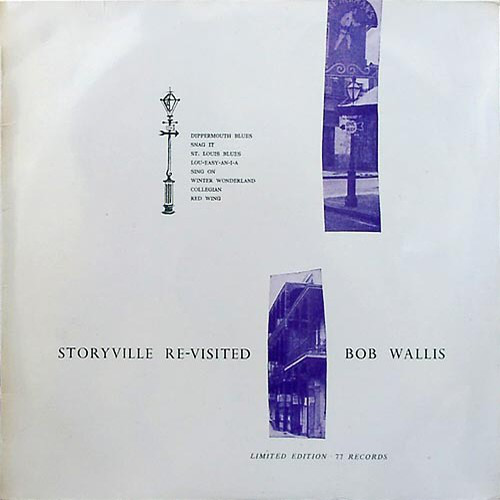 DIPPERMOUTH BLUES
SNAG IT
ST. LOUIS BLUES
LOU-EASY-AN-I-A
SING ON
WINTER WONDERLAND
COLLEGIAN
RED WING
STORYVILLE RE-VISITED
BOB WALLIS
LIMITED EDITION 77 RECORDS